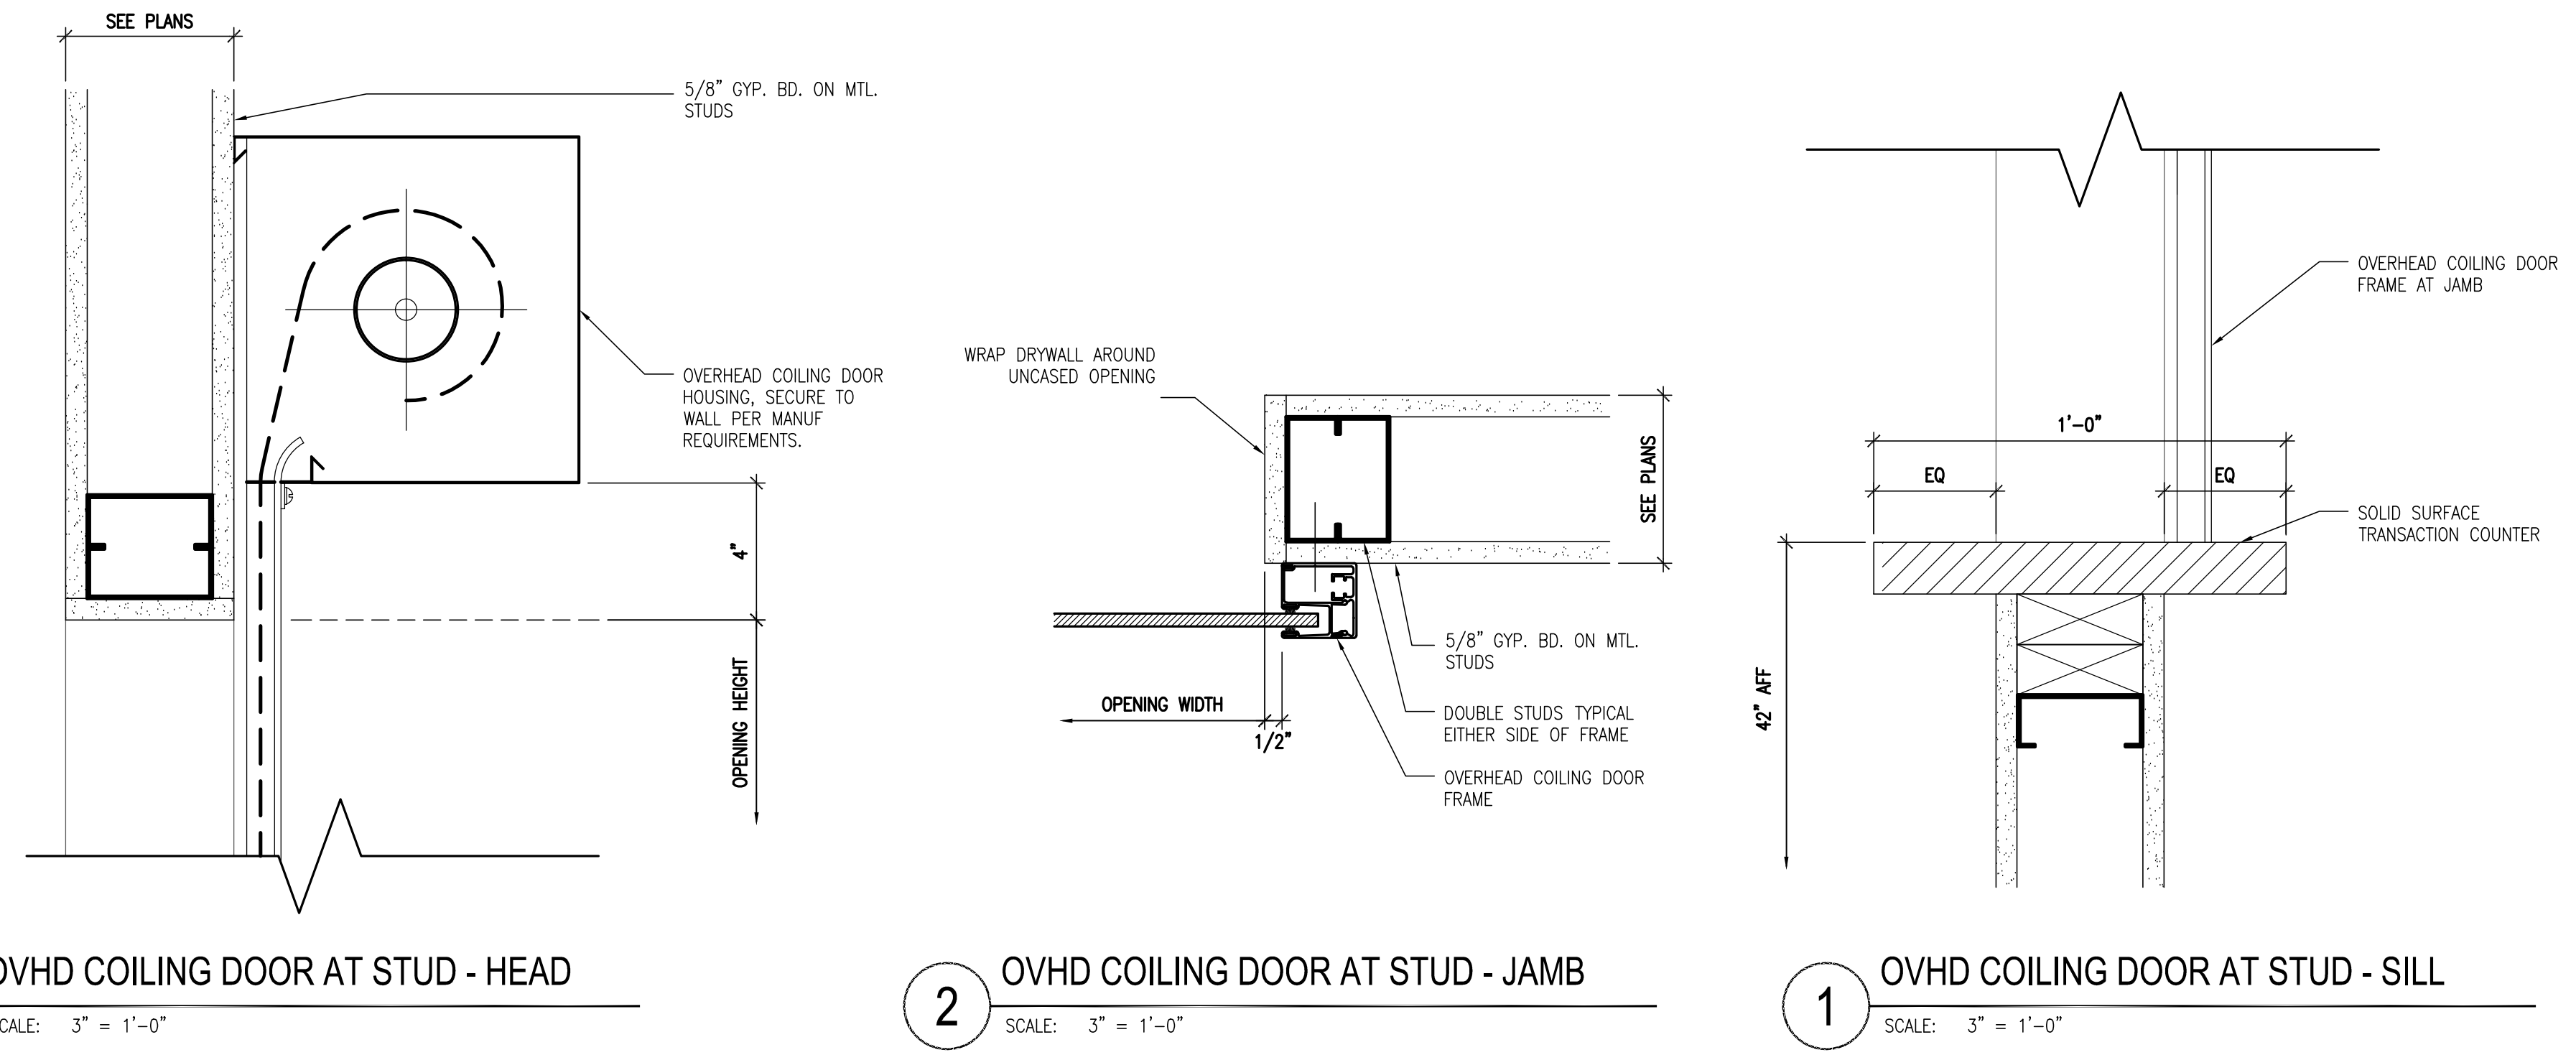 SEE PLANS
5/8" GYP. BD. ON MTL.
STUDS
OVERHEAD COILING DOOR
HOUSING, SECURE TO
WALL PER MANUF
REQUIREMENTS.
4"
OPENING HEIGHT
OVHD COILING DOOR AT STUD - HEAD
SCALE: 3" = 1'-0"
WRAP DRYWALL AROUND
UNCASED OPENING
SEE PLANS
5/8" GYP. BD. ON MTL.
STUDS
OPENING WIDTH
1/2"
DOUBLE STUDS TYPICAL
EITHER SIDE OF FRAME
OVERHEAD COILING DOOR
FRAME
2
OVHD COILING DOOR AT STUD - JAMB
SCALE: 3" = 1'-0"
OVERHEAD COILING DOOR
FRAME AT JAMB
1'-0"
EQ
EQ
SOLID SURFACE
TRANSACTION COUNTER
42" AFF
1
OVHD COILING DOOR AT STUD - SILL
SCALE: 3" = 1'-0"